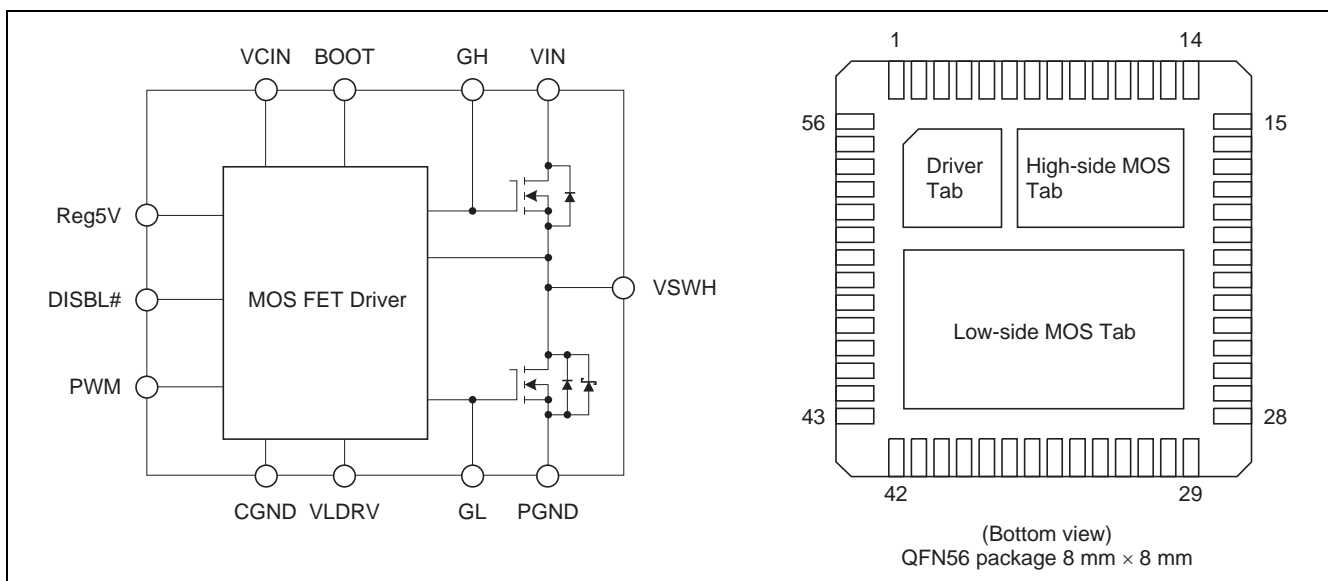 VCIN BOOT GH VIN
Reg5V
DISBL#
PWM
MOS FET Driver
VSWH
CGND VLDRV GL PGND
1 14
56 15
Driver
Tab
High-side MOS
Tab
Low-side MOS Tab
43 28
42 29
(Bottom view)
QFN56 package 8 mm × 8 mm